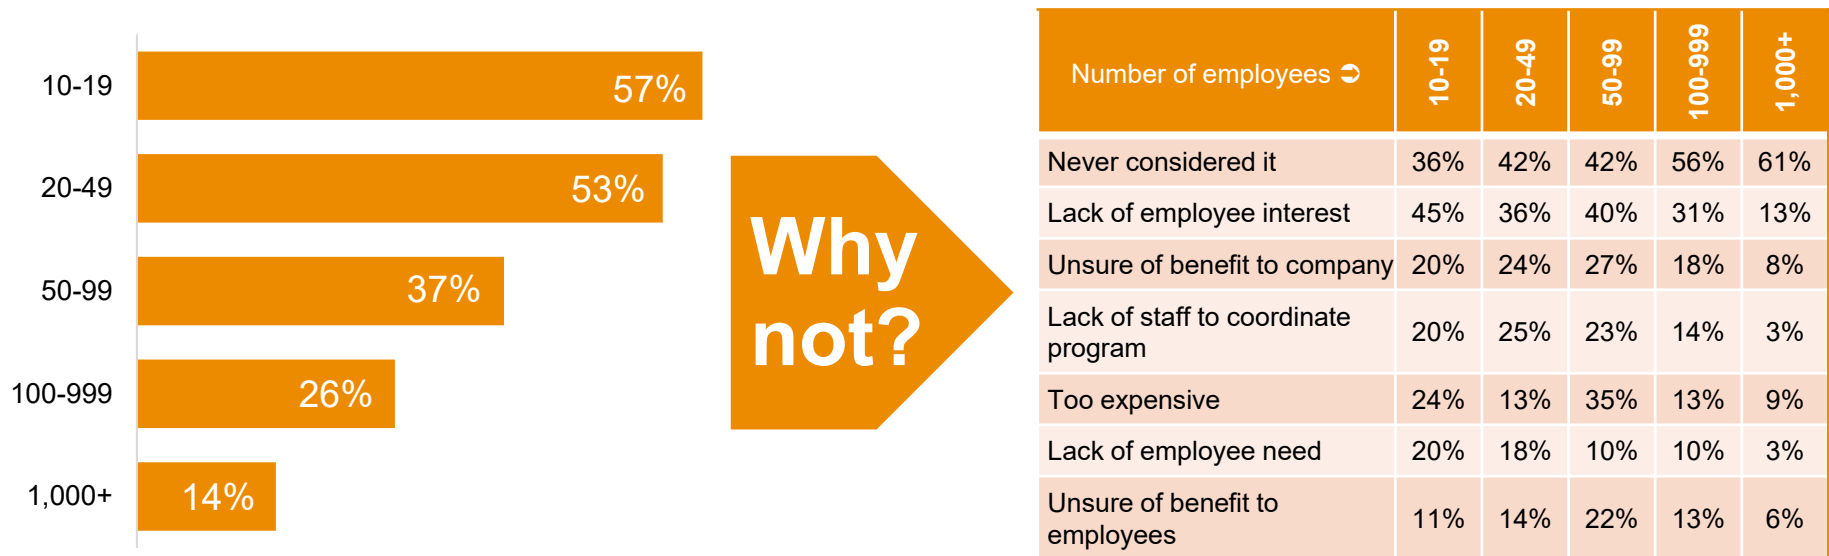 10-19 57%
20-49 53%
50-99 37%
100-999 26%
1,000+ 14%
Why
not?
Number of employees ➲ 10-19 20-49 50-99 100-999 1,000+
Never considered it 36% 42% 42% 56% 61%
Lack of employee interest 45% 36% 40% 31% 13%
Unsure of benefit to company 20% 24% 27% 18% 8%
Lack of staff to coordinate
program 20% 25% 23% 14% 3%
Too expensive 24% 13% 35% 13% 9%
Lack of employee need 20% 18% 10% 10% 3%
Unsure of benefit to
employees 11% 14% 22% 13% 6%